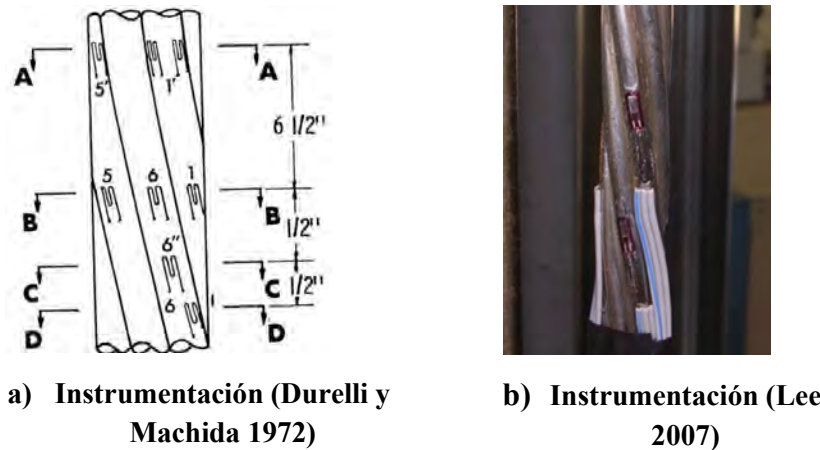 A A
5' 1'
6 1/2"
5 6 1
B B
1/2"
6"
C C
1/2"
6
D D
a) Instrumentación (Durelli y
Machida 1972)
b) Instrumentación (Lee
2007)